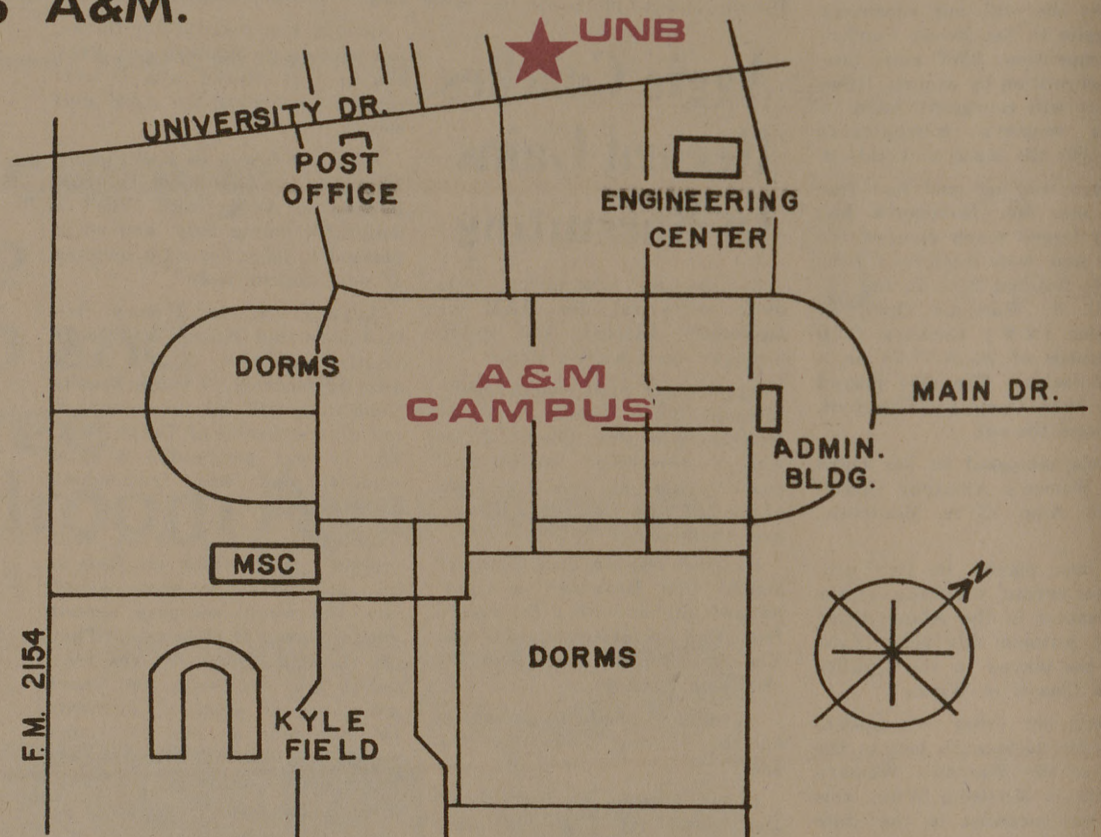 A&M.
UNB
UNIVERSITY DR.
POST
OFFICE
ENGINEERING
CENTER
DORMS
A&M
CAMPUS
MAIN DR.
ADMIN.
BLDG.
MSC
N
F.M. 2154
DORMS
KYLE
FIELD